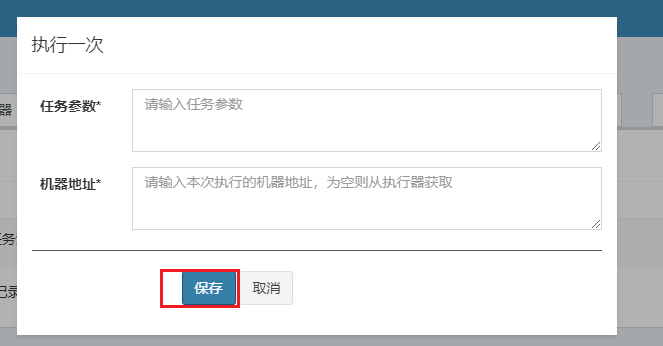 执行一次
器
任务参数*
请输入任务参数
机器地址*
请输入本次执行的机器地址，为空则从执行器获取
任务
记录
保存
取消